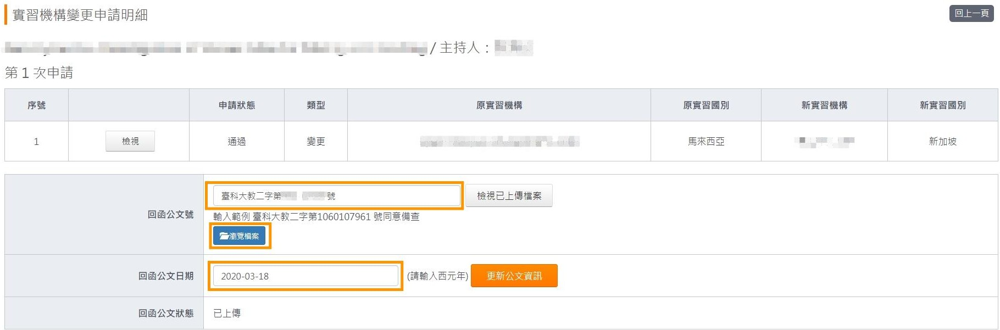 實習機構變更申請明細
回上一頁
/ 主持人：
第 1 次申請
序號 申請狀態 類型 原實習機構 原實習國別 新實習機構 新實習國別
1 檢視 通過 變更 馬來西亞 新加坡
臺科大教二字第 號 檢視已上傳檔案
回函公文號
輸入範例 臺科大教二字第1060107961 號同意備查
瀏覽檔案
回函公文日期 2020-03-18 (請輸入西元年) 更新公文資訊
回函公文狀態 已上傳